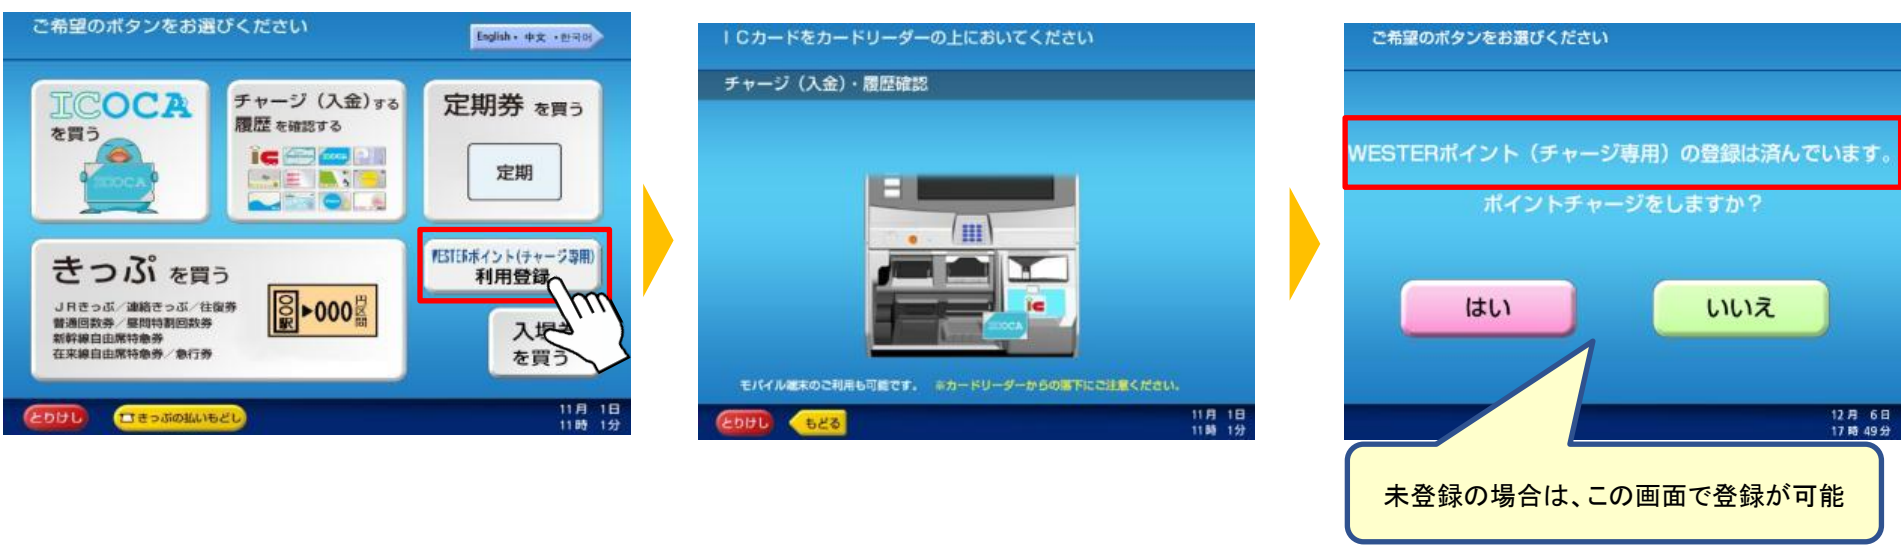 ご希望のボタンをお選びください
English・中文・한국어
ICOCA
を買う
ICOCA
チャージ（入金）する
履歴を確認する
定期券 を買う
定期
きっぷ を買う
ＪＲきっぷ／連絡きっぷ／往復券
普通回数券／昼間特割回数券
新幹線自由席特急券
在来線自由席特急券／急行券
〇〇駅▶000円区間
WESTERポイント(チャージ専用)
利用登録
入場
を買う
とりけし
きっぷの払いもどし
11月 1日
11時 1分
ＩＣカードをカードリーダーの上においてください
チャージ（入金）・履歴確認
ic
ICOCA
モバイル端末のご利用も可能です。 ※カードリーダーからの落下にご注意ください。
とりけし
もどる
11月 1日
11時 1分
ご希望のボタンをお選びください
WESTERポイント（チャージ専用）の登録は済んでいます。
ポイントチャージをしますか？
はい
いいえ
12月 6日
17時 49分
未登録の場合は、この画面で登録が可能